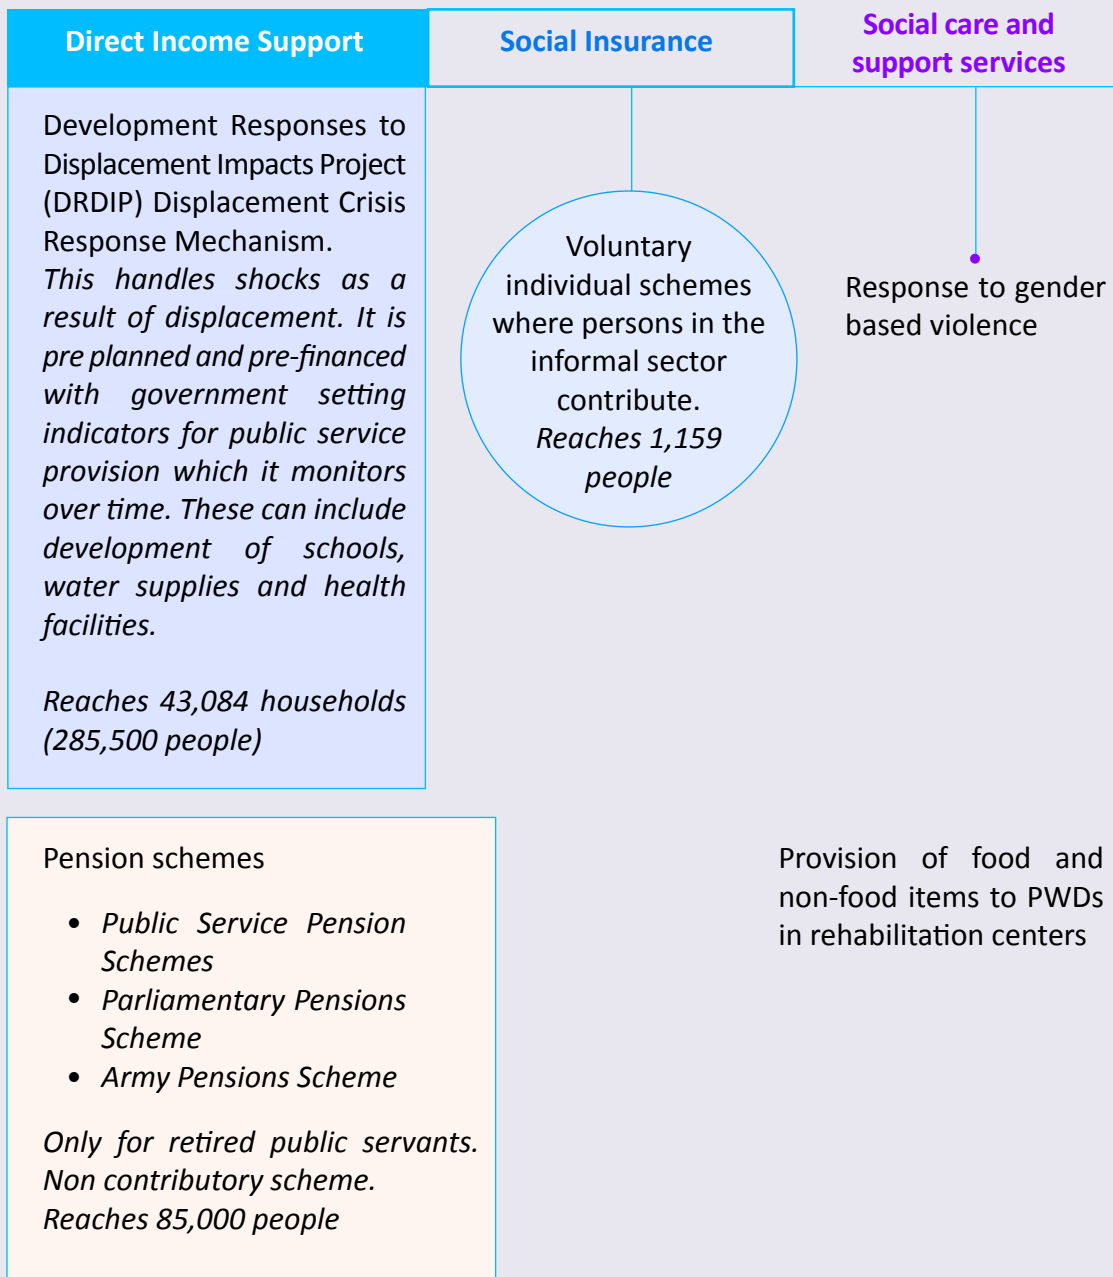 Direct Income Support
Social Insurance
Social care and
support services
Development Responses to
Displacement Impacts Project
(DRDIP) Displacement Crisis
Response Mechanism.
This handles shocks as a
result of displacement. It is
pre planned and pre-financed
with government setting
indicators for public service
provision which it monitors
over time. These can include
development of schools,
water supplies and health
facilities.
Reaches 43,084 households
(285,500 people)
Voluntary
individual schemes
where persons in the
informal sector
contribute.
Reaches 1,159
people
Response to gender
based violence
Pension schemes
• Public Service Pension
Schemes
• Parliamentary Pensions
Scheme
• Army Pensions Scheme
Only for retired public servants.
Non contributory scheme.
Reaches 85,000 people
Provision of food and
non-food items to PWDs
in rehabilitation centers